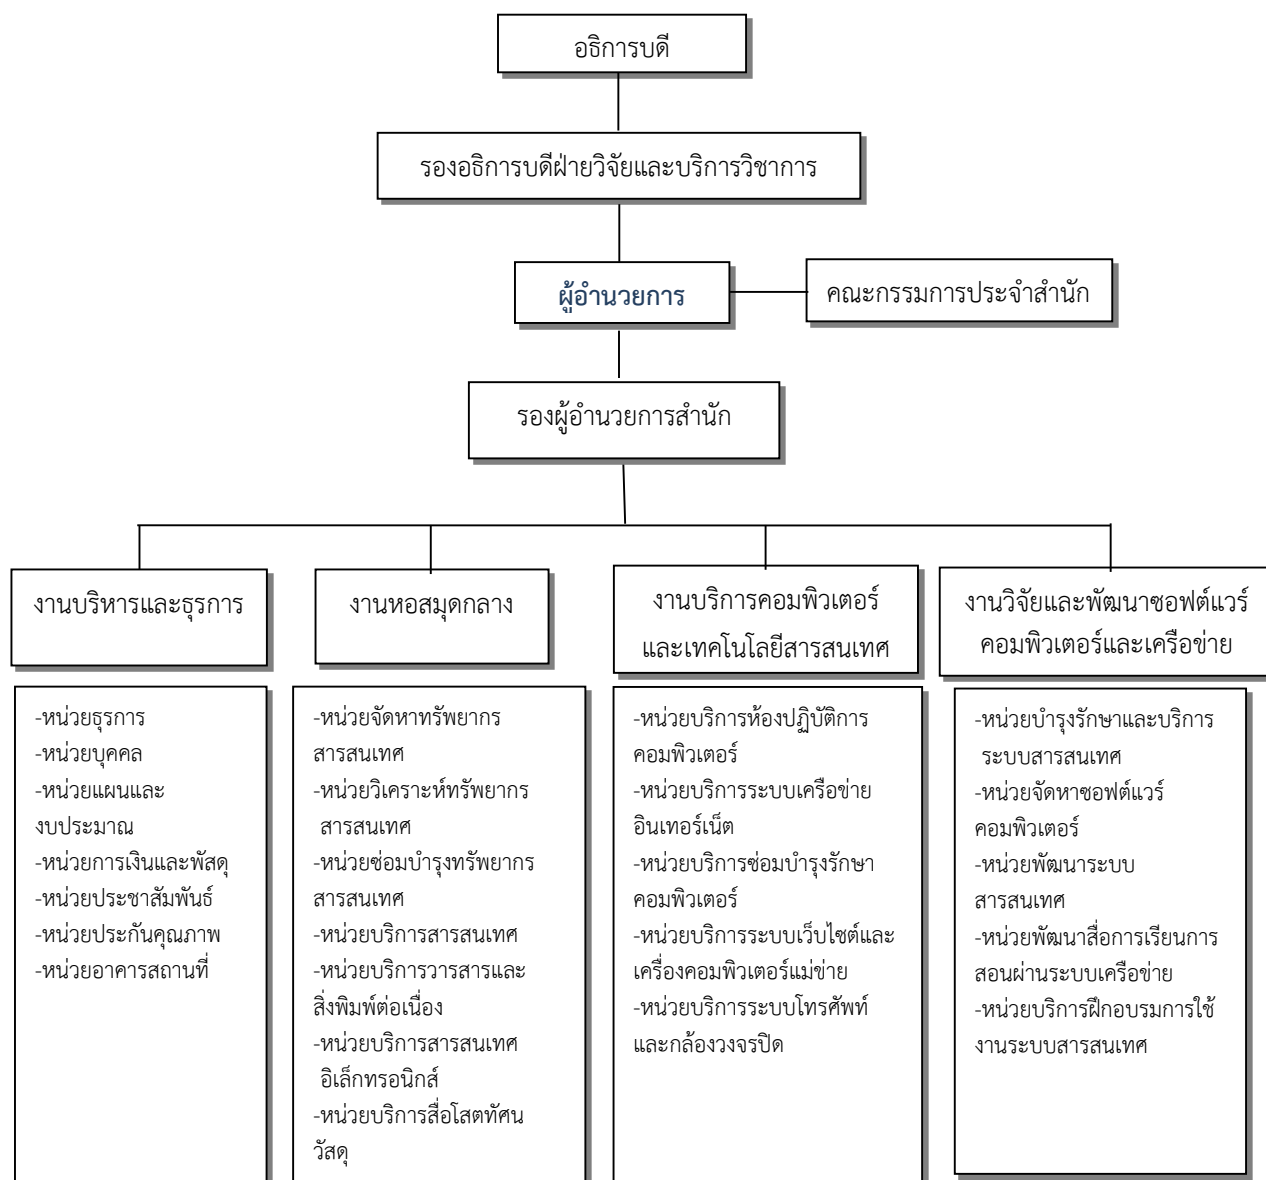 อธิการบดี
รองอธิการบดีฝ่ายวิจัยและบริการวิชาการ
ผู้อำนวยการ
คณะกรรมการประจำสำนัก
รองผู้อำนวยการสำนัก
งานบริหารและธุรการ
งานหอสมุดกลาง
งานบริการคอมพิวเตอร์
และเทคโนโลยีสารสนเทศ
งานวิจัยและพัฒนาซอฟต์แวร์
คอมพิวเตอร์และเครือข่าย
-หน่วยธุรการ
-หน่วยบุคคล
-หน่วยแผนและ
งบประมาณ
-หน่วยการเงินและพัสดุ
-หน่วยประชาสัมพันธ์
-หน่วยประกันคุณภาพ
-หน่วยอาคารสถานที่
-หน่วยจัดหาทรัพยากร
สารสนเทศ
-หน่วยวิเคราะห์ทรัพยากร
สารสนเทศ
-หน่วยซ่อมบำรุงทรัพยากร
สารสนเทศ
-หน่วยบริการสารสนเทศ
-หน่วยบริการวารสารและ
สิ่งพิมพ์ต่อเนื่อง
-หน่วยบริการสารสนเทศ
อิเล็กทรอนิกส์
-หน่วยบริการสื่อโสตทัศน
วัสดุ
-หน่วยบริการห้องปฏิบัติการ
คอมพิวเตอร์
-หน่วยบริการระบบเครือข่าย
อินเทอร์เน็ต
-หน่วยบริการซ่อมบำรุงรักษา
คอมพิวเตอร์
-หน่วยบริการระบบเว็บไซต์และ
เครื่องคอมพิวเตอร์แม่ข่าย
-หน่วยบริการระบบโทรศัพท์
และกล้องวงจรปิด
-หน่วยบำรุงรักษาและบริการ
ระบบสารสนเทศ
-หน่วยจัดหาซอฟต์แวร์
คอมพิวเตอร์
-หน่วยพัฒนาระบบ
สารสนเทศ
-หน่วยพัฒนาสื่อการเรียนการ
สอนผ่านระบบเครือข่าย
-หน่วยบริการฝึกอบรมการใช้
งานระบบสารสนเทศ